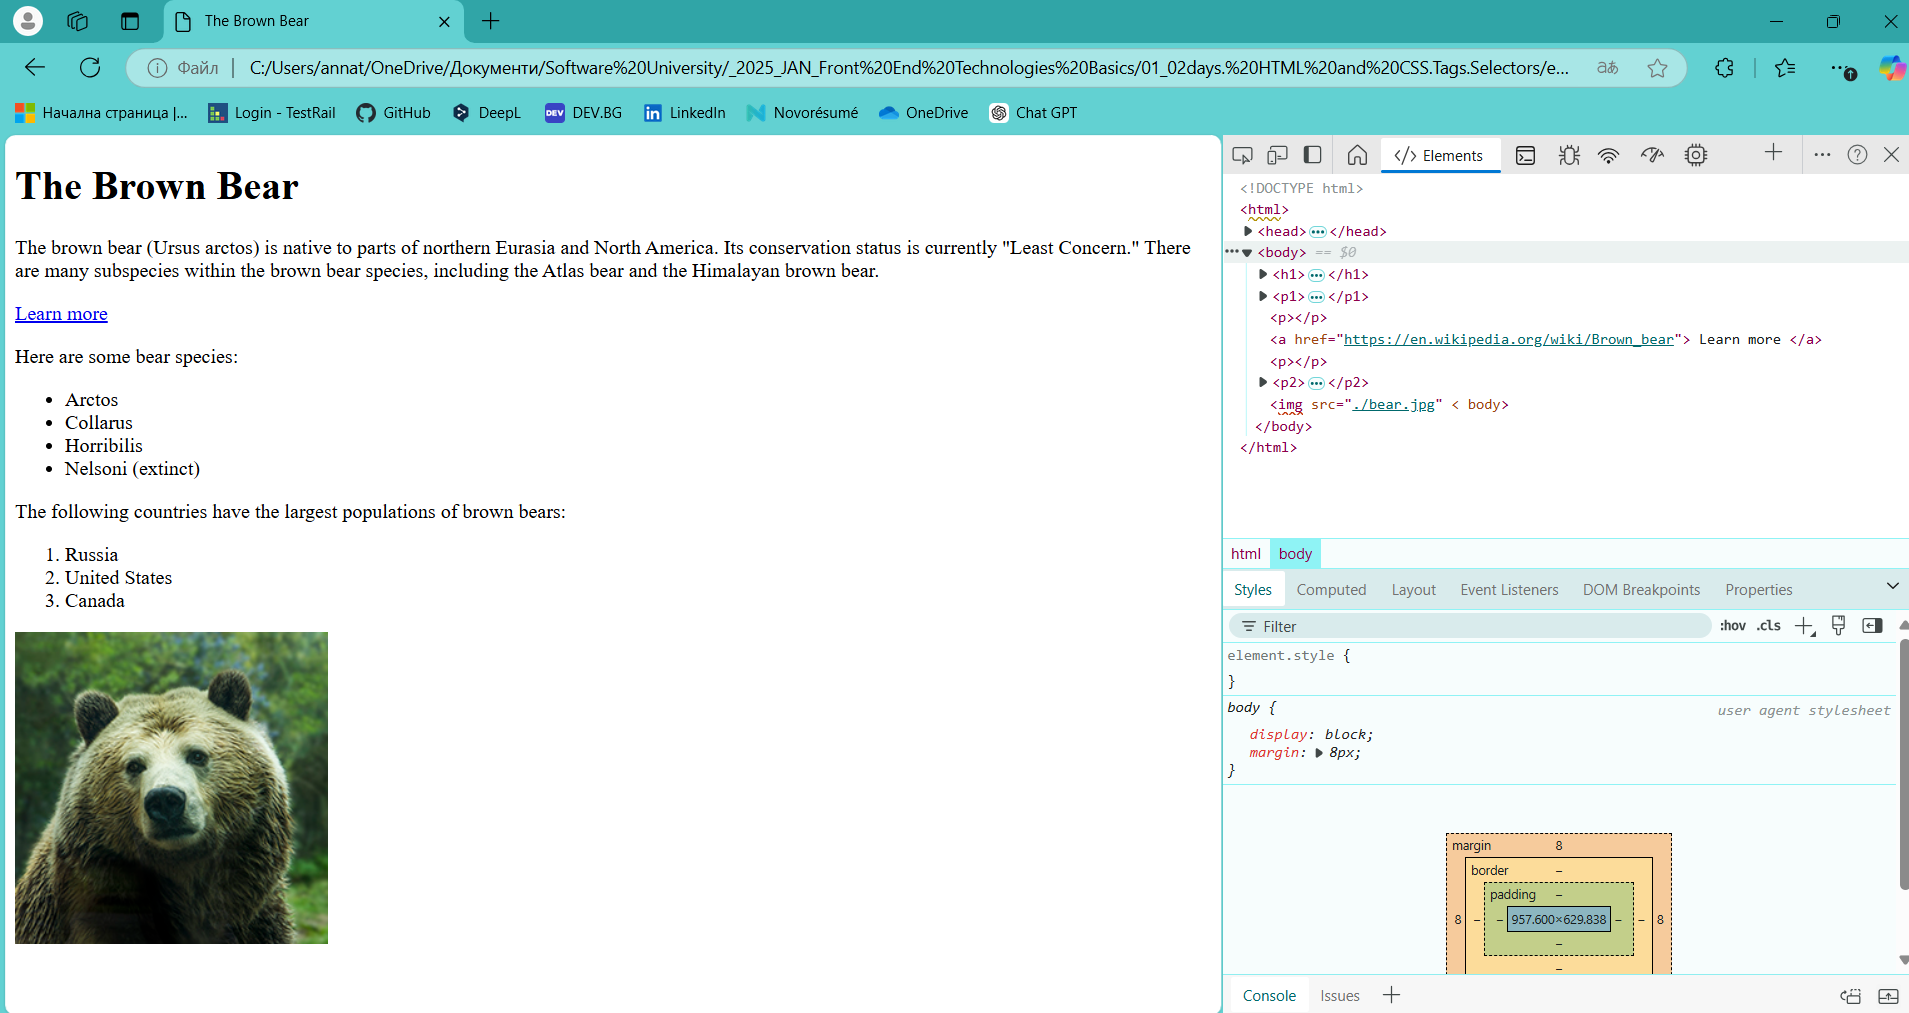 The Brown Bear
Файл
C:/Users/annat/OneDrive/Документи/Software%20University/_2025_JAN_Front%20End%20Technologies%20Basics/01_02days.%20HTML%20and%20CSS.Tags.Selectors/e...
аあ
Начална страница |...
Login - TestRail
GitHub
DeepL
DEV
DEV.BG
LinkedIn
Novorésumé
OneDrive
Chat GPT
The Brown Bear
The brown bear (Ursus arctos) is native to parts of northern Eurasia and North America. Its conservation status is currently "Least Concern." There
are many subspecies within the brown bear species, including the Atlas bear and the Himalayan brown bear.
Learn more
Here are some bear species:
• Arctos
• Collarus
• Horribilis
• Nelsoni (extinct)
The following countries have the largest populations of brown bears:
1. Russia
2. United States
3. Canada
</> Elements
<!DOCTYPE html>
<html>
<head>…</head>
<body> == $0
<h1>…</h1>
<p1>…</p1>
<p></p>
<a href="https://en.wikipedia.org/wiki/Brown_bear"> Learn more </a>
<p></p>
<p2>…</p2>
<img src="./bear.jpg" < body>
</body>
</html>
html body
Styles Computed Layout Event Listeners DOM Breakpoints Properties
Filter
:hov .cls
element.style {
}
body {
user agent stylesheet
display: block;
margin: 8px;
}
margin 8
border –
padding –
8 – – 957.600×629.838 – – 8
–
–
Console Issues